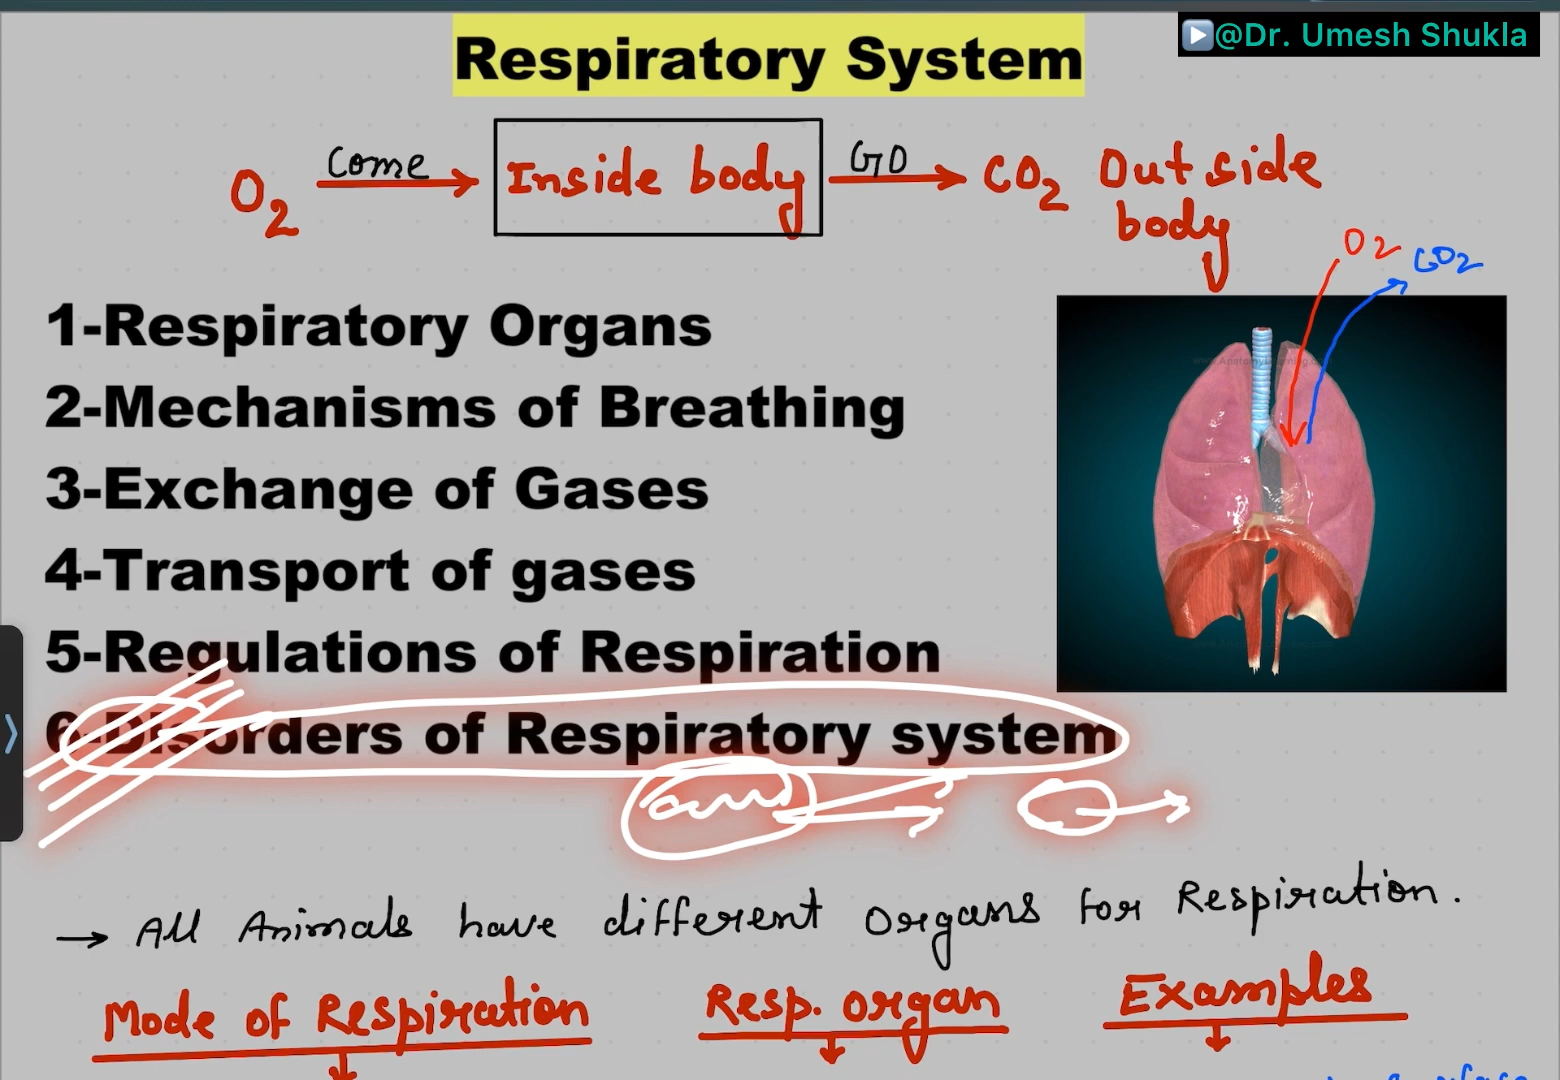 Respiratory System
@Dr. Umesh Shukla
O2 Come Inside body GO CO2 Outside
body
O2
CO2
1-Respiratory Organs
2-Mechanisms of Breathing
3-Exchange of Gases
4-Transport of gases
5-Regulations of Respiration
6-Disorders of Respiratory system
→ All Animals have different Organs for Respiration.
Mode of Respiration Resp. organ Examples